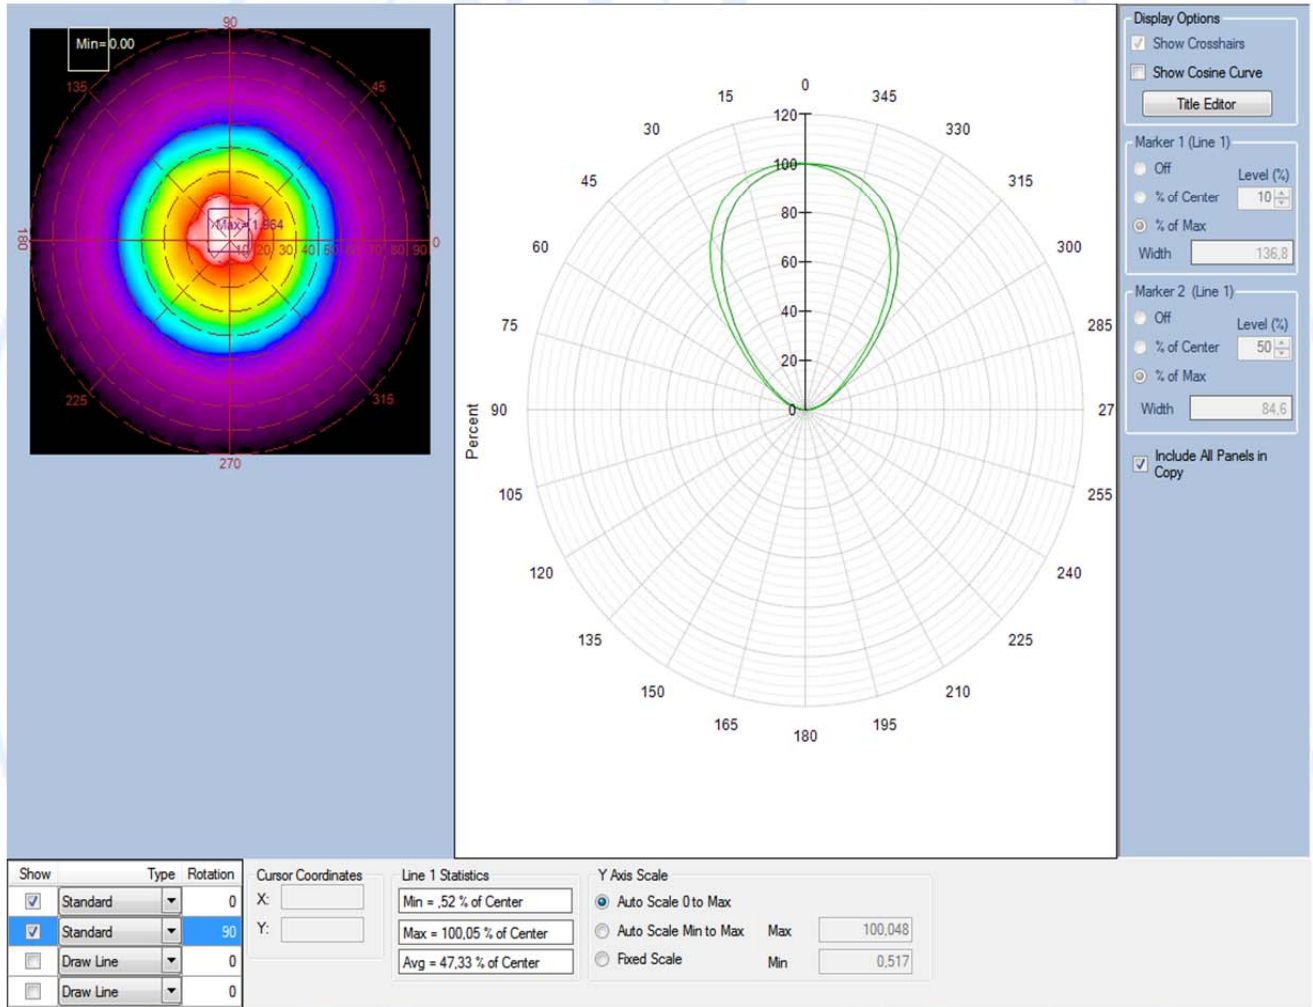 90
Min= 0.00
135
45
Max= 1.964
180
10 20 30 40 50 60 70 80 90 0
225
315
270
0
15
345
30
330
45
315
60
300
75
285
90
27
105
255
120
240
135
225
150
210
165
195
180
120
100
80
60
40
20
0
Percent
Display Options
Show Crosshairs
Show Cosine Curve
Title Editor
Marker 1 (Line 1)
Off
Level (%)
% of Center
10
% of Max
Width
136,8
Marker 2 (Line 1)
Off
Level (%)
% of Center
50
% of Max
Width
84,6
Include All Panels in
Copy
Show Type Rotation
Standard 0
Standard 90
Draw Line 0
Draw Line 0
Cursor Coordinates
X:
Y:
Line 1 Statistics
Min = ,52 % of Center
Max = 100,05 % of Center
Avg = 47,33 % of Center
Y Axis Scale
Auto Scale 0 to Max
Auto Scale Min to Max
Max
100,048
Fixed Scale
Min
0,517